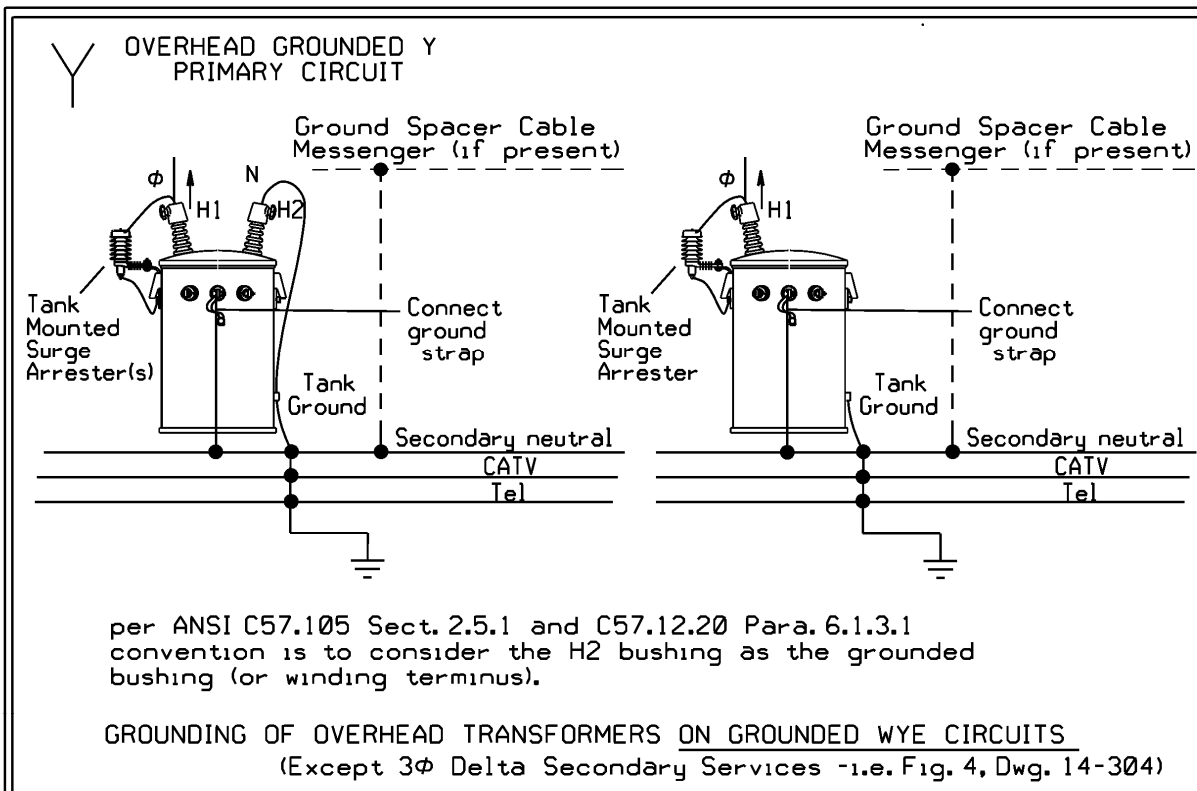 OVERHEAD GROUNDED Y
PRIMARY CIRCUIT
Ground Spacer Cable
Messenger (if present)
Φ
H1
N
H2
Tank
Mounted
Surge
Arrester(s)
Connect
ground
strap
Tank
Ground
Secondary neutral
CATV
Tel
Ground Spacer Cable
Messenger (if present)
Φ
H1
Tank
Mounted
Surge
Arrester
Connect
ground
strap
Tank
Ground
Secondary neutral
CATV
Tel
per ANSI C57.105 Sect. 2.5.1 and C57.12.20 Para. 6.1.3.1
convention is to consider the H2 bushing as the grounded
bushing (or winding terminus).
GROUNDING OF OVERHEAD TRANSFORMERS ON GROUNDED WYE CIRCUITS
(Except 3Φ Delta Secondary Services -i.e. Fig. 4, Dwg. 14-304)